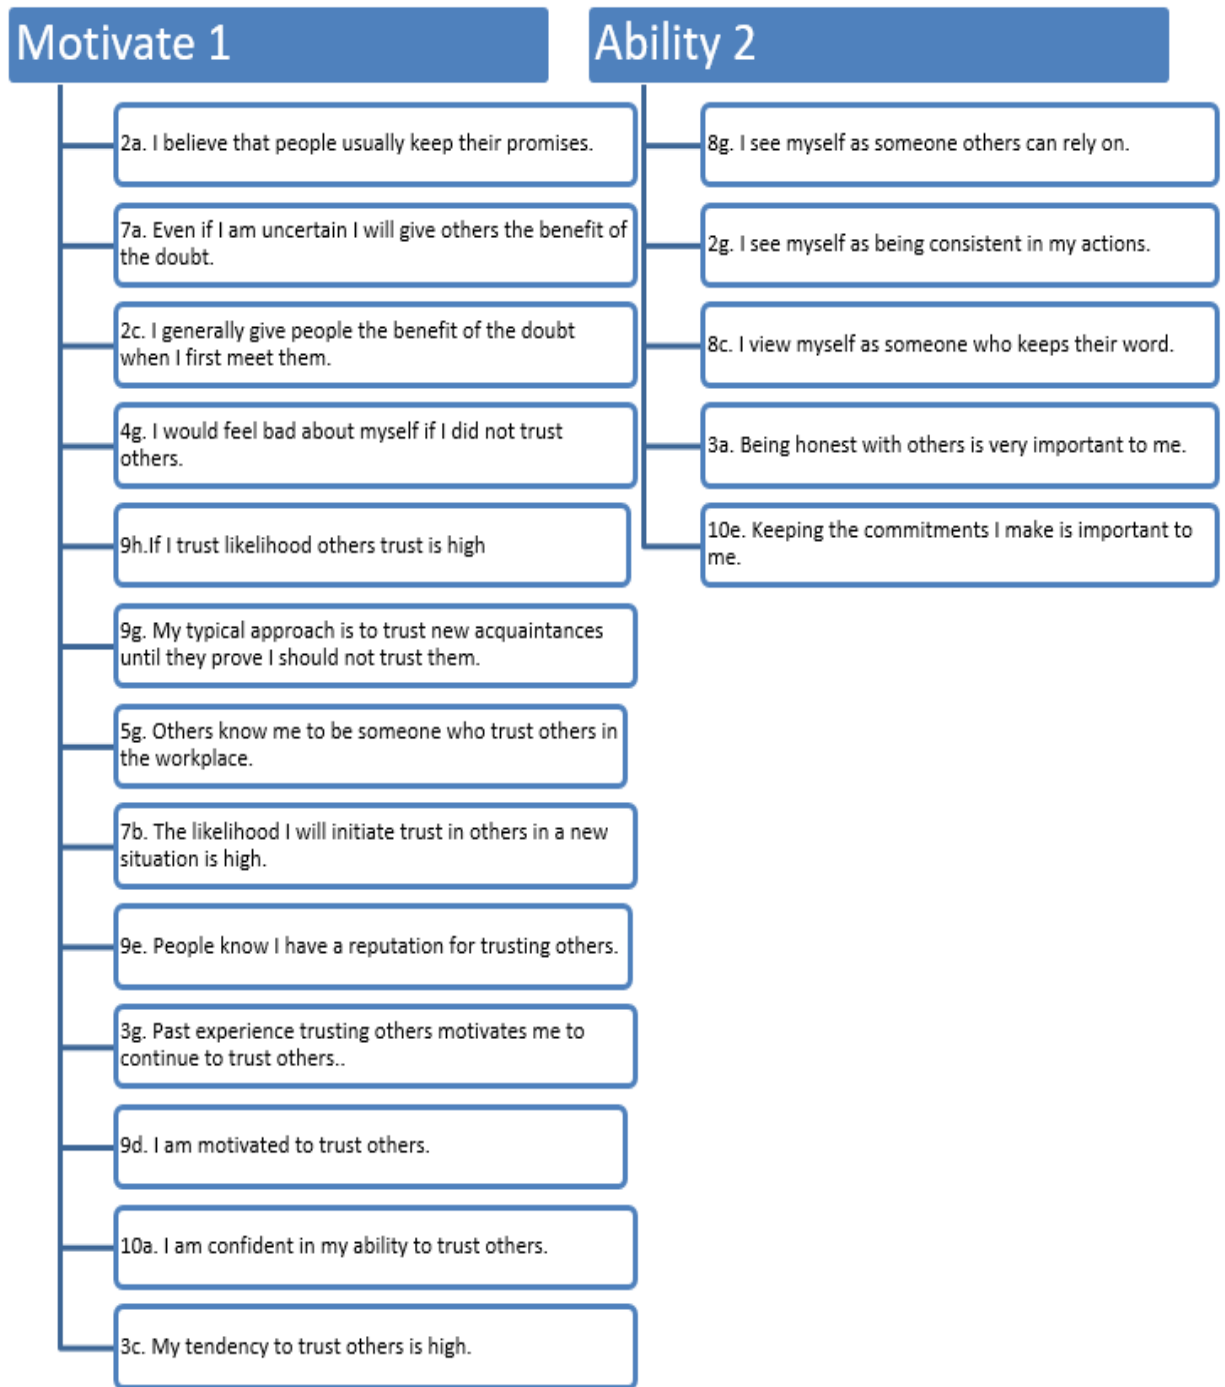 Motivate 1
2a. I believe that people usually keep their promises.
7a. Even if I am uncertain I will give others the benefit of
the doubt.
2c. I generally give people the benefit of the doubt
when I first meet them.
4g. I would feel bad about myself if I did not trust
others.
9h.If I trust likelihood others trust is high
9g. My typical approach is to trust new acquaintances
until they prove I should not trust them.
5g. Others know me to be someone who trust others in
the workplace.
7b. The likelihood I will initiate trust in others in a new
situation is high.
9e. People know I have a reputation for trusting others.
3g. Past experience trusting others motivates me to
continue to trust others..
9d. I am motivated to trust others.
10a. I am confident in my ability to trust others.
3c. My tendency to trust others is high.
Ability 2
8g. I see myself as someone others can rely on.
2g. I see myself as being consistent in my actions.
8c. I view myself as someone who keeps their word.
3a. Being honest with others is very important to me.
10e. Keeping the commitments I make is important to
me.